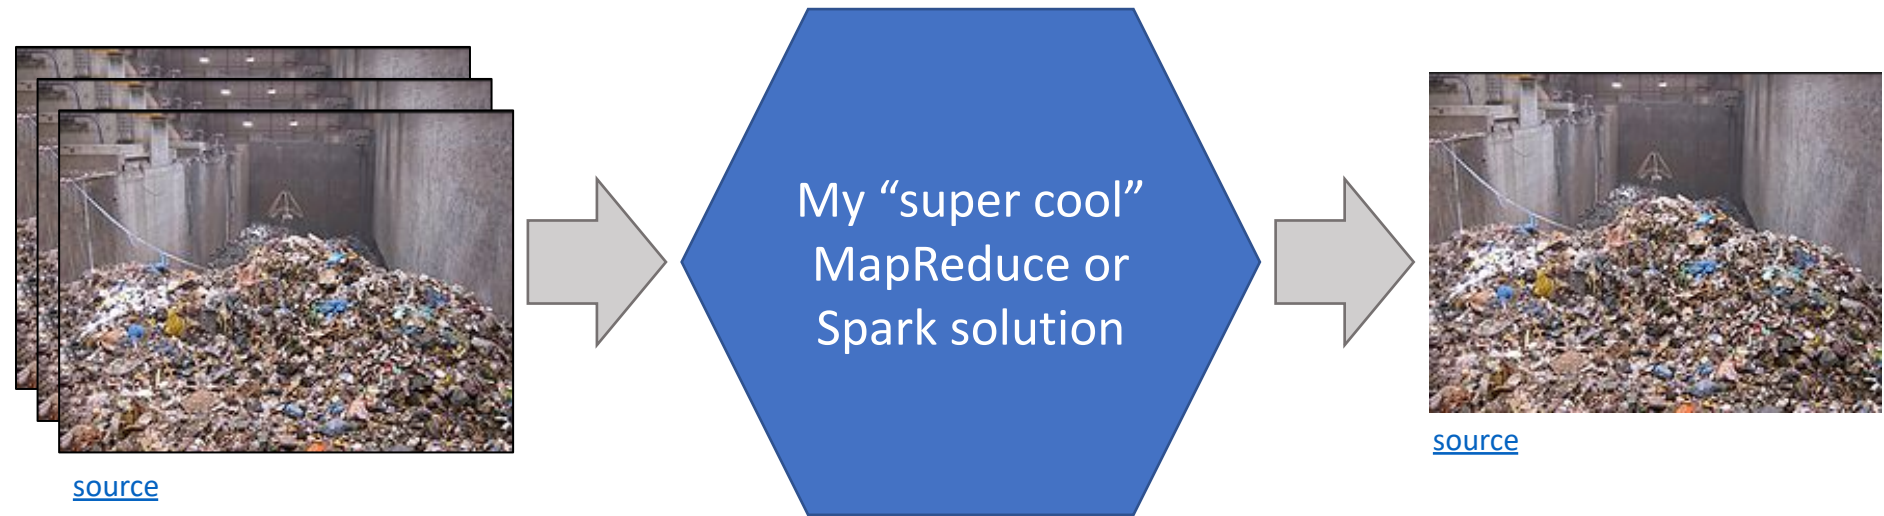 My “super cool”
MapReduce or
Spark solution
source
source